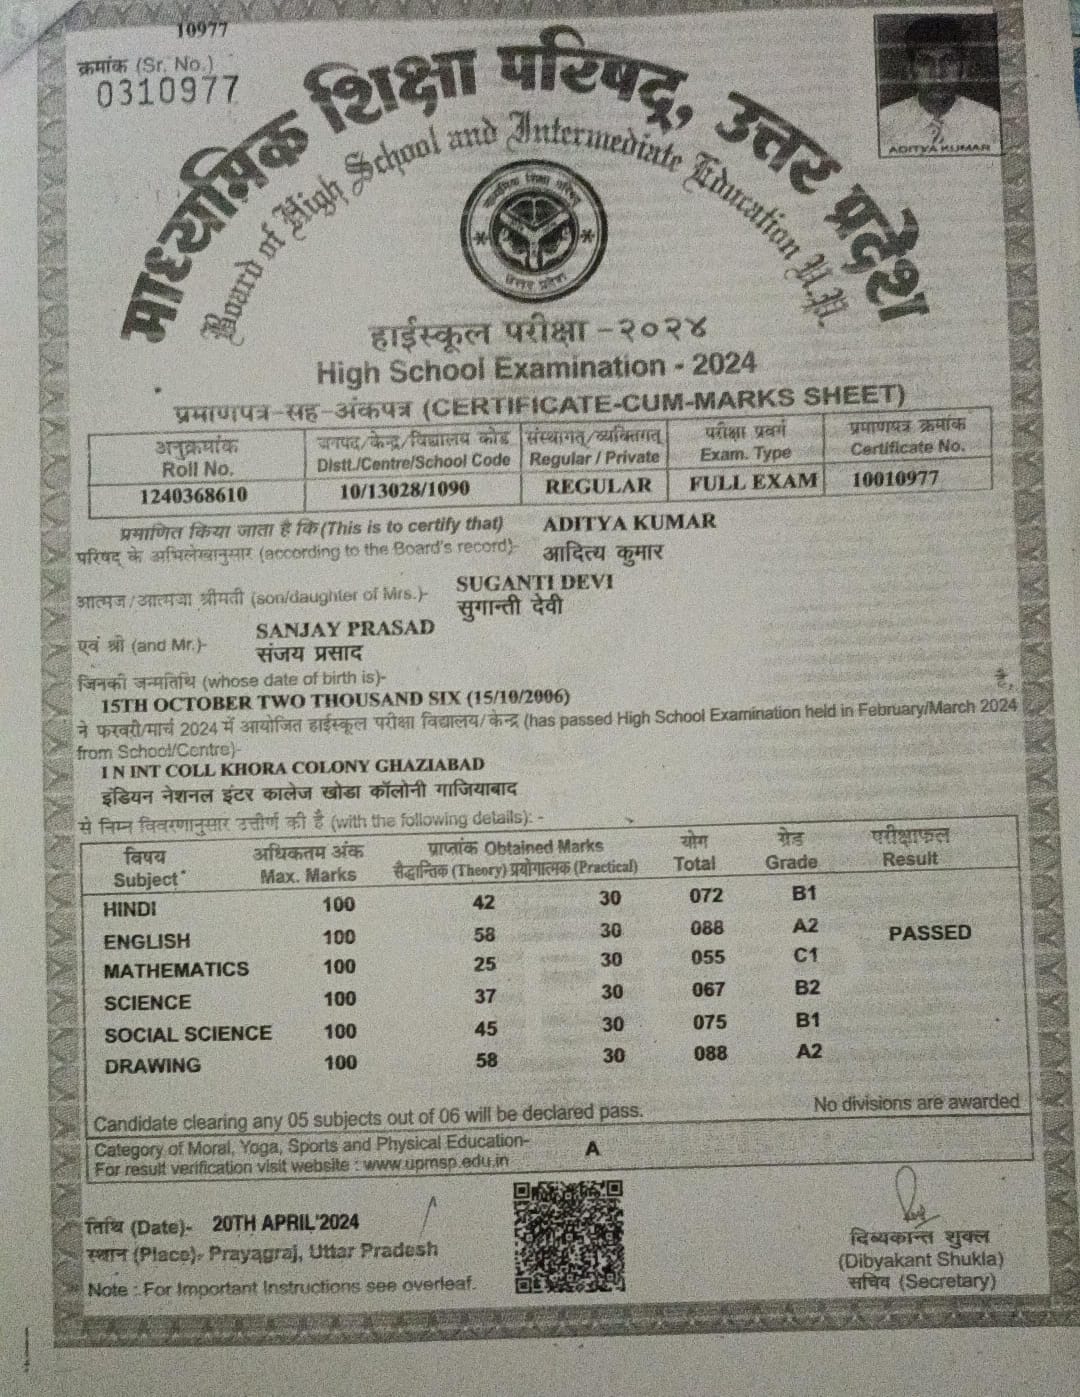 10977
क्रमांक (Sr. No.)
0310977
माध्यमिक शिक्षा परिषद्, उत्तर प्रदेश
Board of High School and Intermediate Education U.P.
ADITYA KUMAR
माध्यमिक शिक्षा परिषद्
उत्तर प्रदेश
हाईस्कूल परीक्षा - २०२४
High School Examination - 2024
प्रमाणपत्र-सह-अंकपत्र (CERTIFICATE-CUM-MARKS SHEET)
अनुक्रमांक जनपद/केन्द्र/विद्यालय कोड संस्थागत्/व्यक्तिगत् परीक्षा प्रवर्ग प्रमाणपत्र क्रमांक
Roll No. Distt./Centre/School Code Regular / Private Exam. Type Certificate No.
1240368610 10/13028/1090 REGULAR FULL EXAM 10010977
प्रमाणित किया जाता है कि (This is to certify that) ADITYA KUMAR
परिषद् के अभिलेखानुसार (according to the Board's record)- आदित्य कुमार
SUGANTI DEVI
आत्मज/आत्मजा श्रीमती (son/daughter of Mrs.)- सुगान्ती देवी
SANJAY PRASAD
एवं श्री (and Mr.)- संजय प्रसाद
जिनकी जन्मतिथि (whose date of birth is)-
15TH OCTOBER TWO THOUSAND SIX (15/10/2006) है,
ने फरवरी/मार्च 2024 में आयोजित हाईस्कूल परीक्षा विद्यालय/केन्द्र (has passed High School Examination held in February/March 2024
from School/Centre)-
I N INT COLL KHORA COLONY GHAZIABAD
इंडियन नेशनल इंटर कालेज खोडा कॉलोनी गाजियाबाद
से निम्न विवरणानुसार उत्तीर्ण की है (with the following details): -
विषय अधिकतम अंक प्राप्तांक Obtained Marks योग ग्रेड परीक्षाफल
Subject* Max. Marks सैद्धान्तिक (Theory) प्रयोगात्मक (Practical) Total Grade Result
HINDI 100 42 30 072 B1
ENGLISH 100 58 30 088 A2 PASSED
MATHEMATICS 100 25 30 055 C1
SCIENCE 100 37 30 067 B2
SOCIAL SCIENCE 100 45 30 075 B1
DRAWING 100 58 30 088 A2
Candidate clearing any 05 subjects out of 06 will be declared pass. No divisions are awarded
Category of Moral, Yoga, Sports and Physical Education- A
For result verification visit website : www.upmsp.edu.in
तिथि (Date)- 20TH APRIL'2024
स्थान (Place)- Prayagraj, Uttar Pradesh
Note : For Important Instructions see overleaf.
दिब्यकान्त शुक्ल
(Dibyakant Shukla)
सचिव (Secretary)